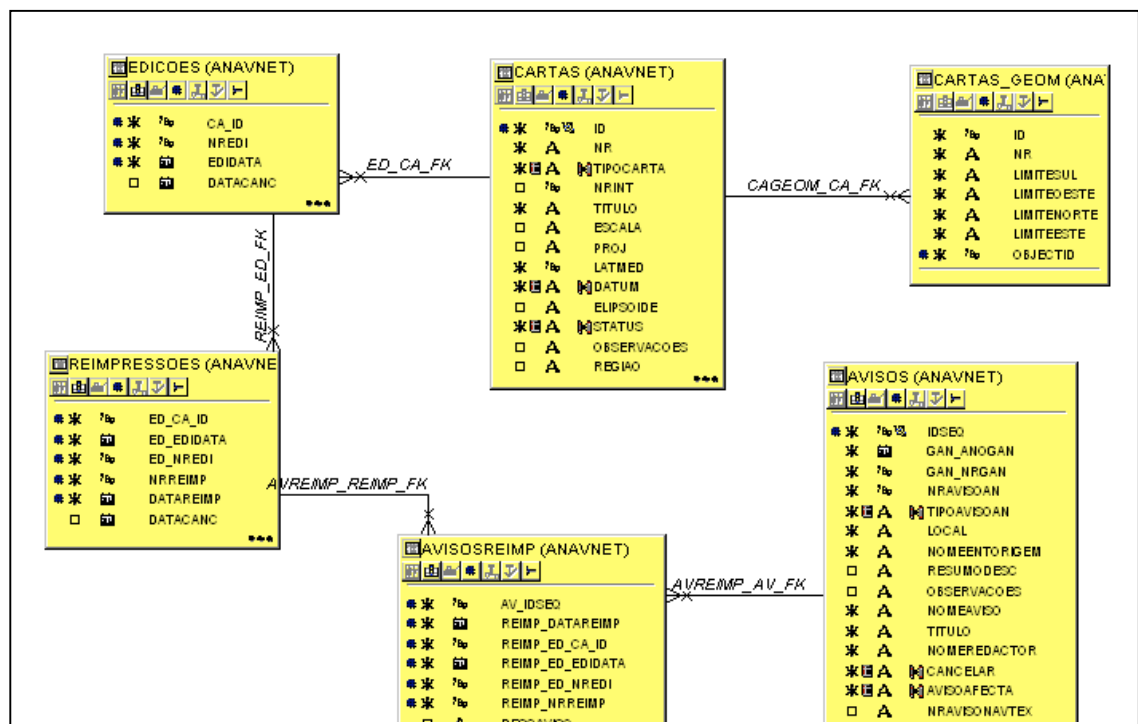 EDICOES (ANAVNET)
CA_ID
NREDI
EDIDATA
DATACANC
ED_CA_FK
CARTAS (ANAVNET)
ID
NR
TIPOCARTA
NRINT
TITULO
ESCALA
PROJ
LATMED
DATUM
ELIPSOIDE
STATUS
OBSERVACOES
REGIAO
CAGEOM_CA_FK
CARTAS_GEOM (ANA
ID
NR
LIMITESUL
LIMITEOESTE
LIMITENORTE
LIMITEESTE
OBJECTID
REIMP_ED_FK
REIMPRESSOES (ANAVNE
ED_CA_ID
ED_EDIDATA
ED_NREDI
NRREIMP
DATAREIMP
DATACANC
AVREIMP_REIMP_FK
AVISOSREIMP (ANAVNET)
AV_IDSEQ
REIMP_DATAREIMP
REIMP_ED_CA_ID
REIMP_ED_EDIDATA
REIMP_ED_NREDI
REIMP_NRREIMP
AVREIMP_AV_FK
AVISOS (ANAVNET)
IDSEQ
GAN_ANOGAN
GAN_NRGAN
NRAVISOAN
TIPOAVISOAN
LOCAL
NOMEENTORIGEM
RESUMODESC
OBSERVACOES
NOMEAVISO
TITULO
NOMEREDACTOR
CANCELAR
AVISOAFECTA
NRAVISONAVTEX